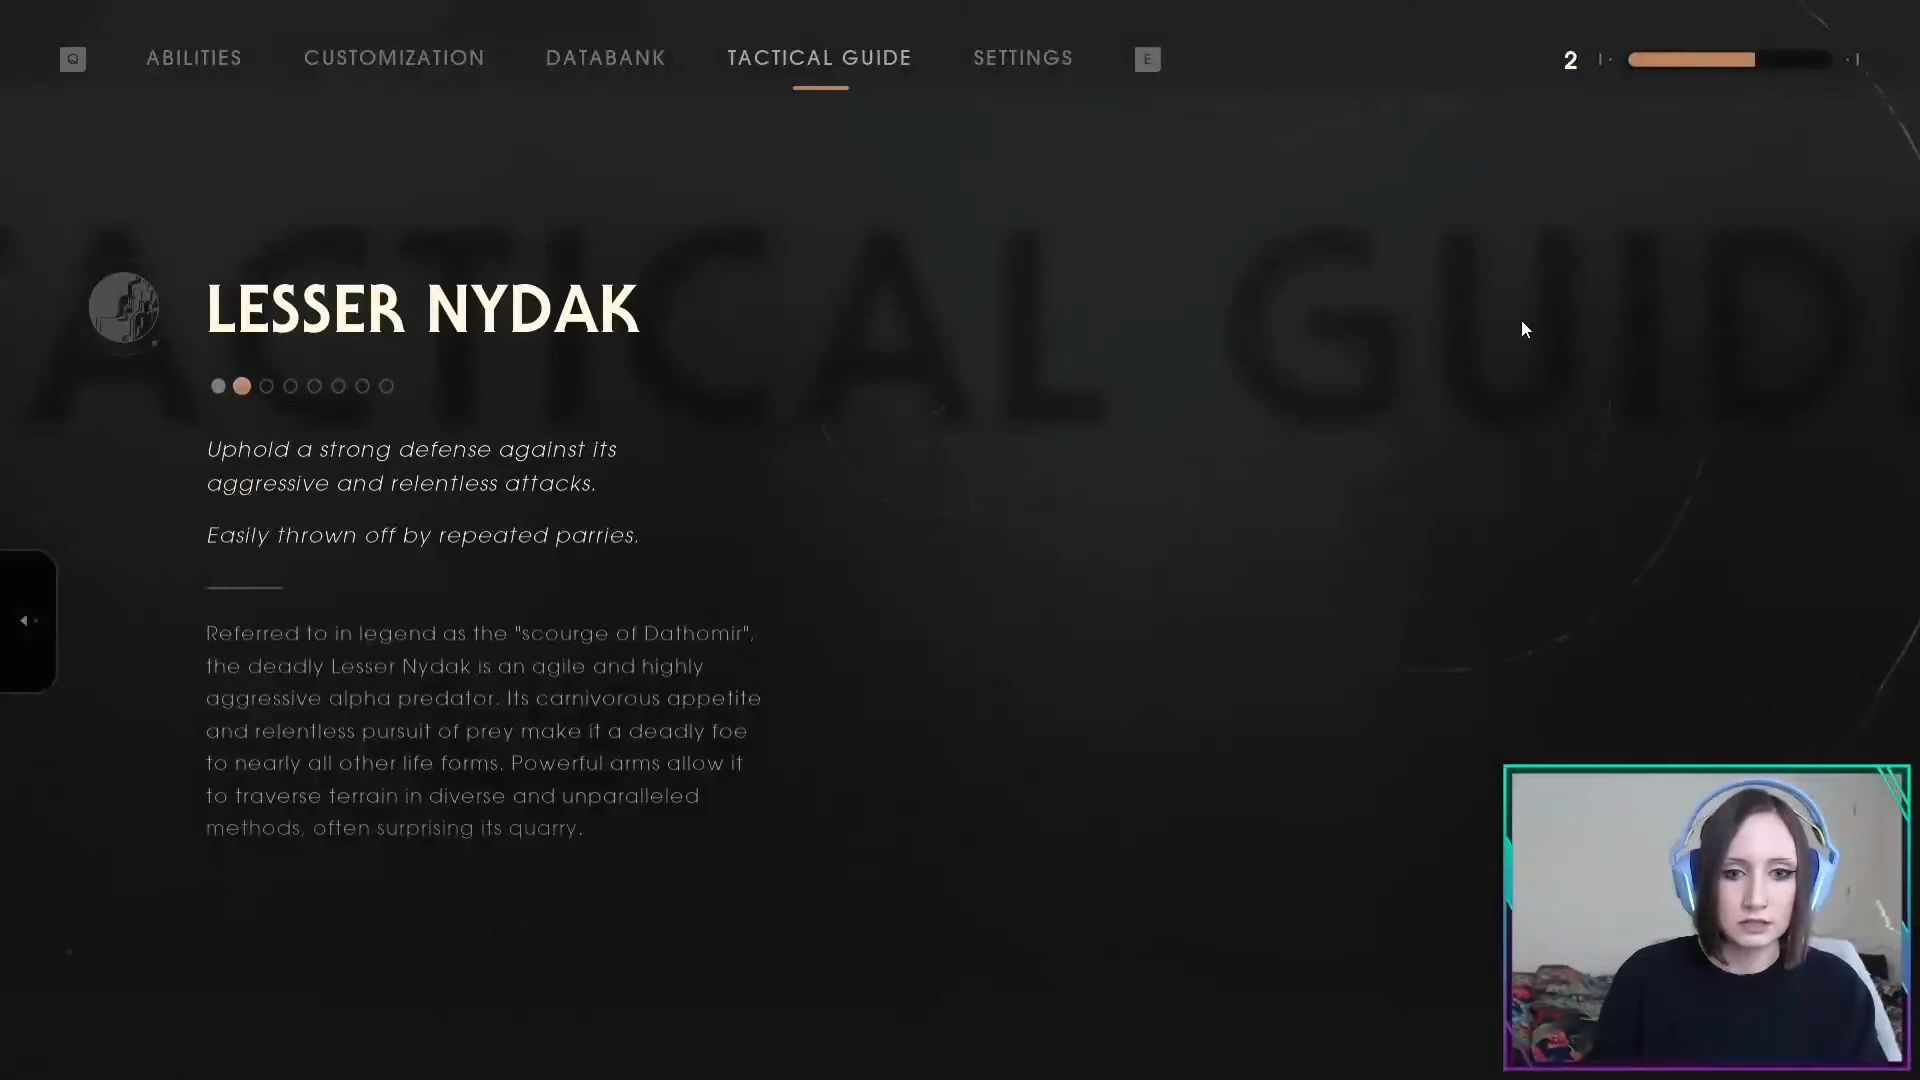 Q ABILITIES CUSTOMIZATION DATABANK TACTICAL GUIDE SETTINGS E 2
TACTICAL GUID
LESSER NYDAK
Uphold a strong defense against its
aggressive and relentless attacks.
Easily thrown off by repeated parries.
Referred to in legend as the "scourge of Dathomir",
the deadly Lesser Nydak is an agile and highly
aggressive alpha predator. Its carnivorous appetite
and relentless pursuit of prey make it a deadly foe
to nearly all other life forms. Powerful arms allow it
to traverse terrain in diverse and unparalleled
methods, often surprising its quarry.